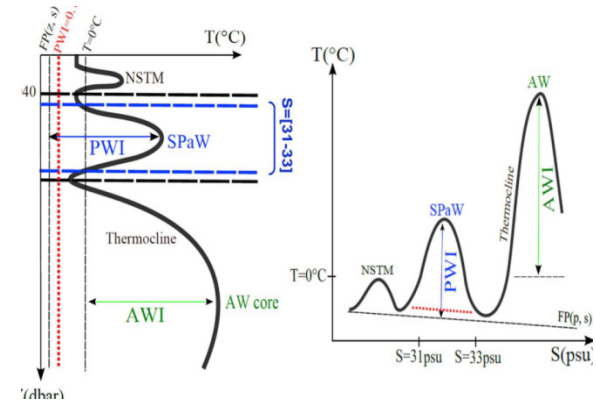 FP(z, s)
PWI=0.
T=0°C
T(°C)
NSTM
40
S=[31-33]
PWI
SPaW
Thermocline
AWI
AW core
(dbar)
T(°C)
AW
SPaW
Thermocline
AWI
PWI
T=0°C
NSTM
FP(p, s)
S=31psu
S=33psu
S(psu)